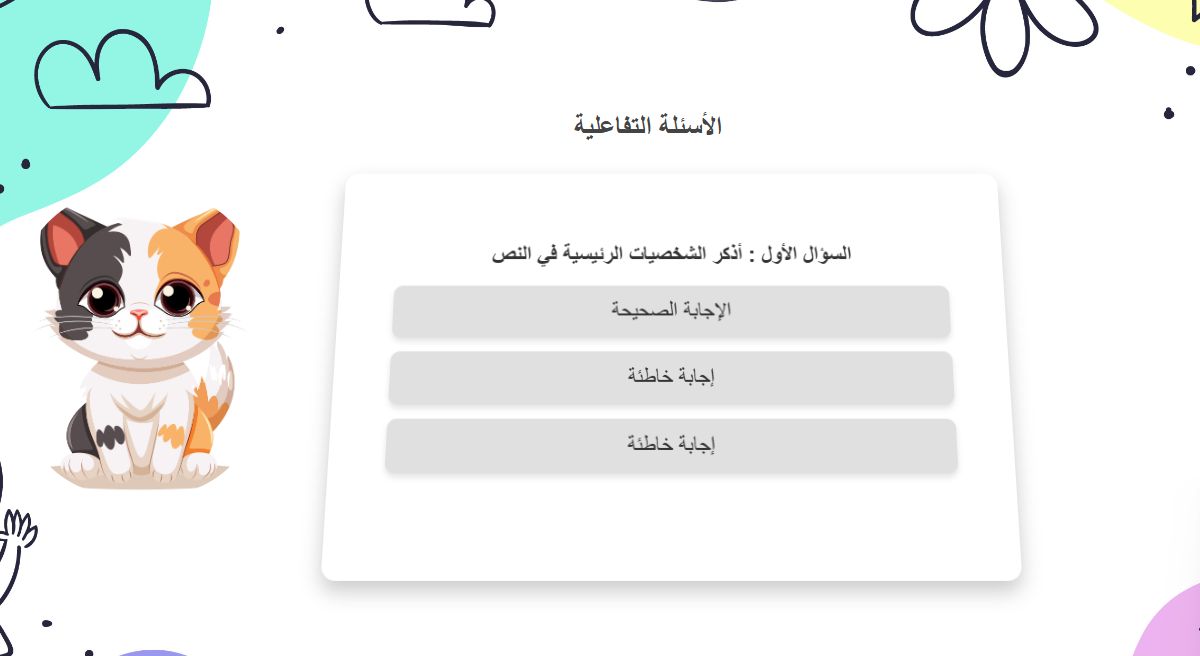 الأسئلة التفاعلية
السؤال الأول : أذكر الشخصيات الرئيسية في النص
الإجابة الصحيحة
إجابة خاطئة
إجابة خاطئة